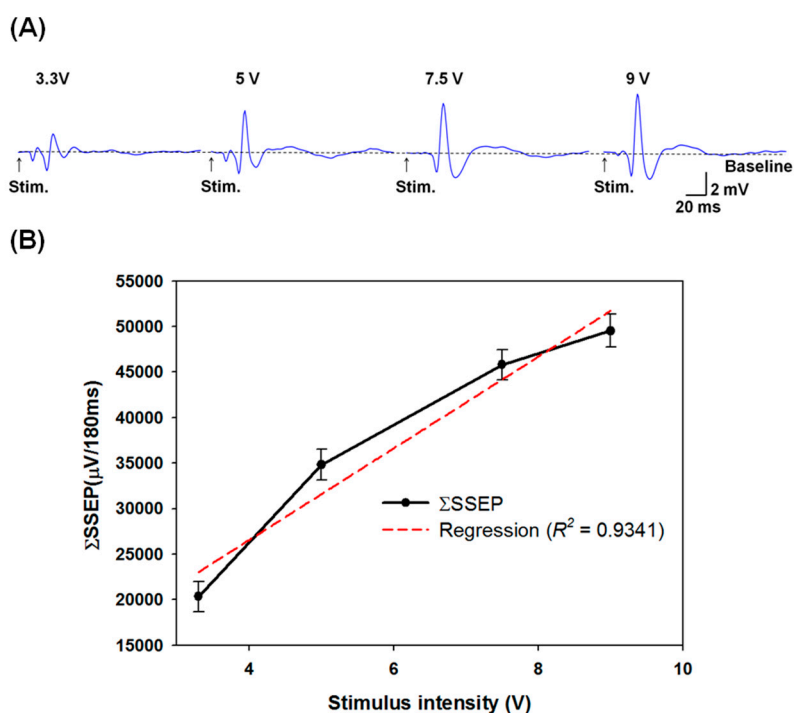 (A)
3.3V 5 V 7.5 V 9 V
Stim. Stim. Stim. Stim. Baseline
2 mV
20 ms
(B)
55000
50000
45000
40000
35000
30000
25000
20000
15000
ΣSSEP(μV/180ms)
ΣSSEP
Regression (R² = 0.9341)
4 6 8 10
Stimulus intensity (V)